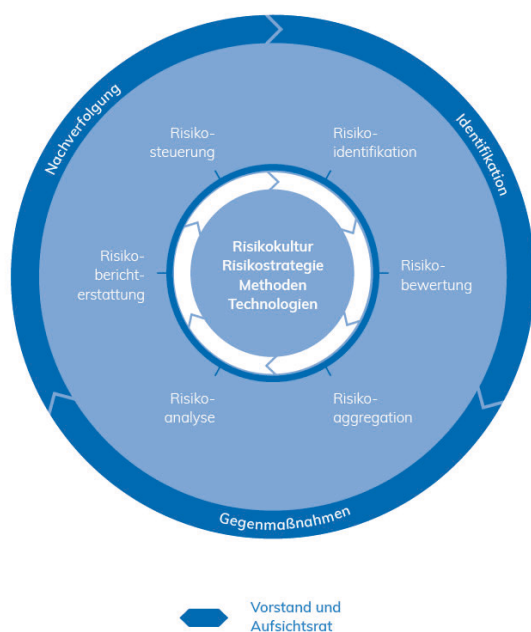 Nachverfolgung
Identifikation
Risiko-
steuerung
Risiko-
identifikation
Risiko-
bericht-
erstattung
Risikokultur
Risikostrategie
Methoden
Technologien
Risiko-
bewertung
Risiko-
analyse
Risiko-
aggregation
Gegenmaßnahmen
Vorstand und
Aufsichtsrat